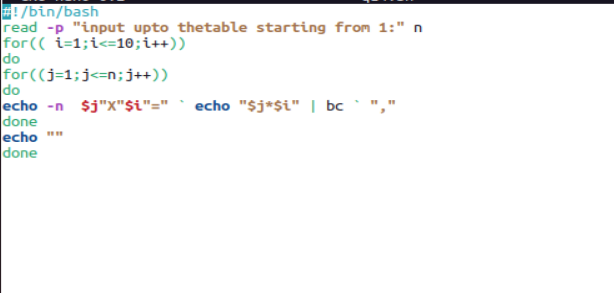 #!/bin/bash
read -p "input upto thetable starting from 1:" n
for(( i=1;i<=10;i++))
do
for((j=1;j<=n;j++))
do
echo -n  $j"X"$i"=" ` echo "$j*$i" | bc ` ","
done
echo ""
done